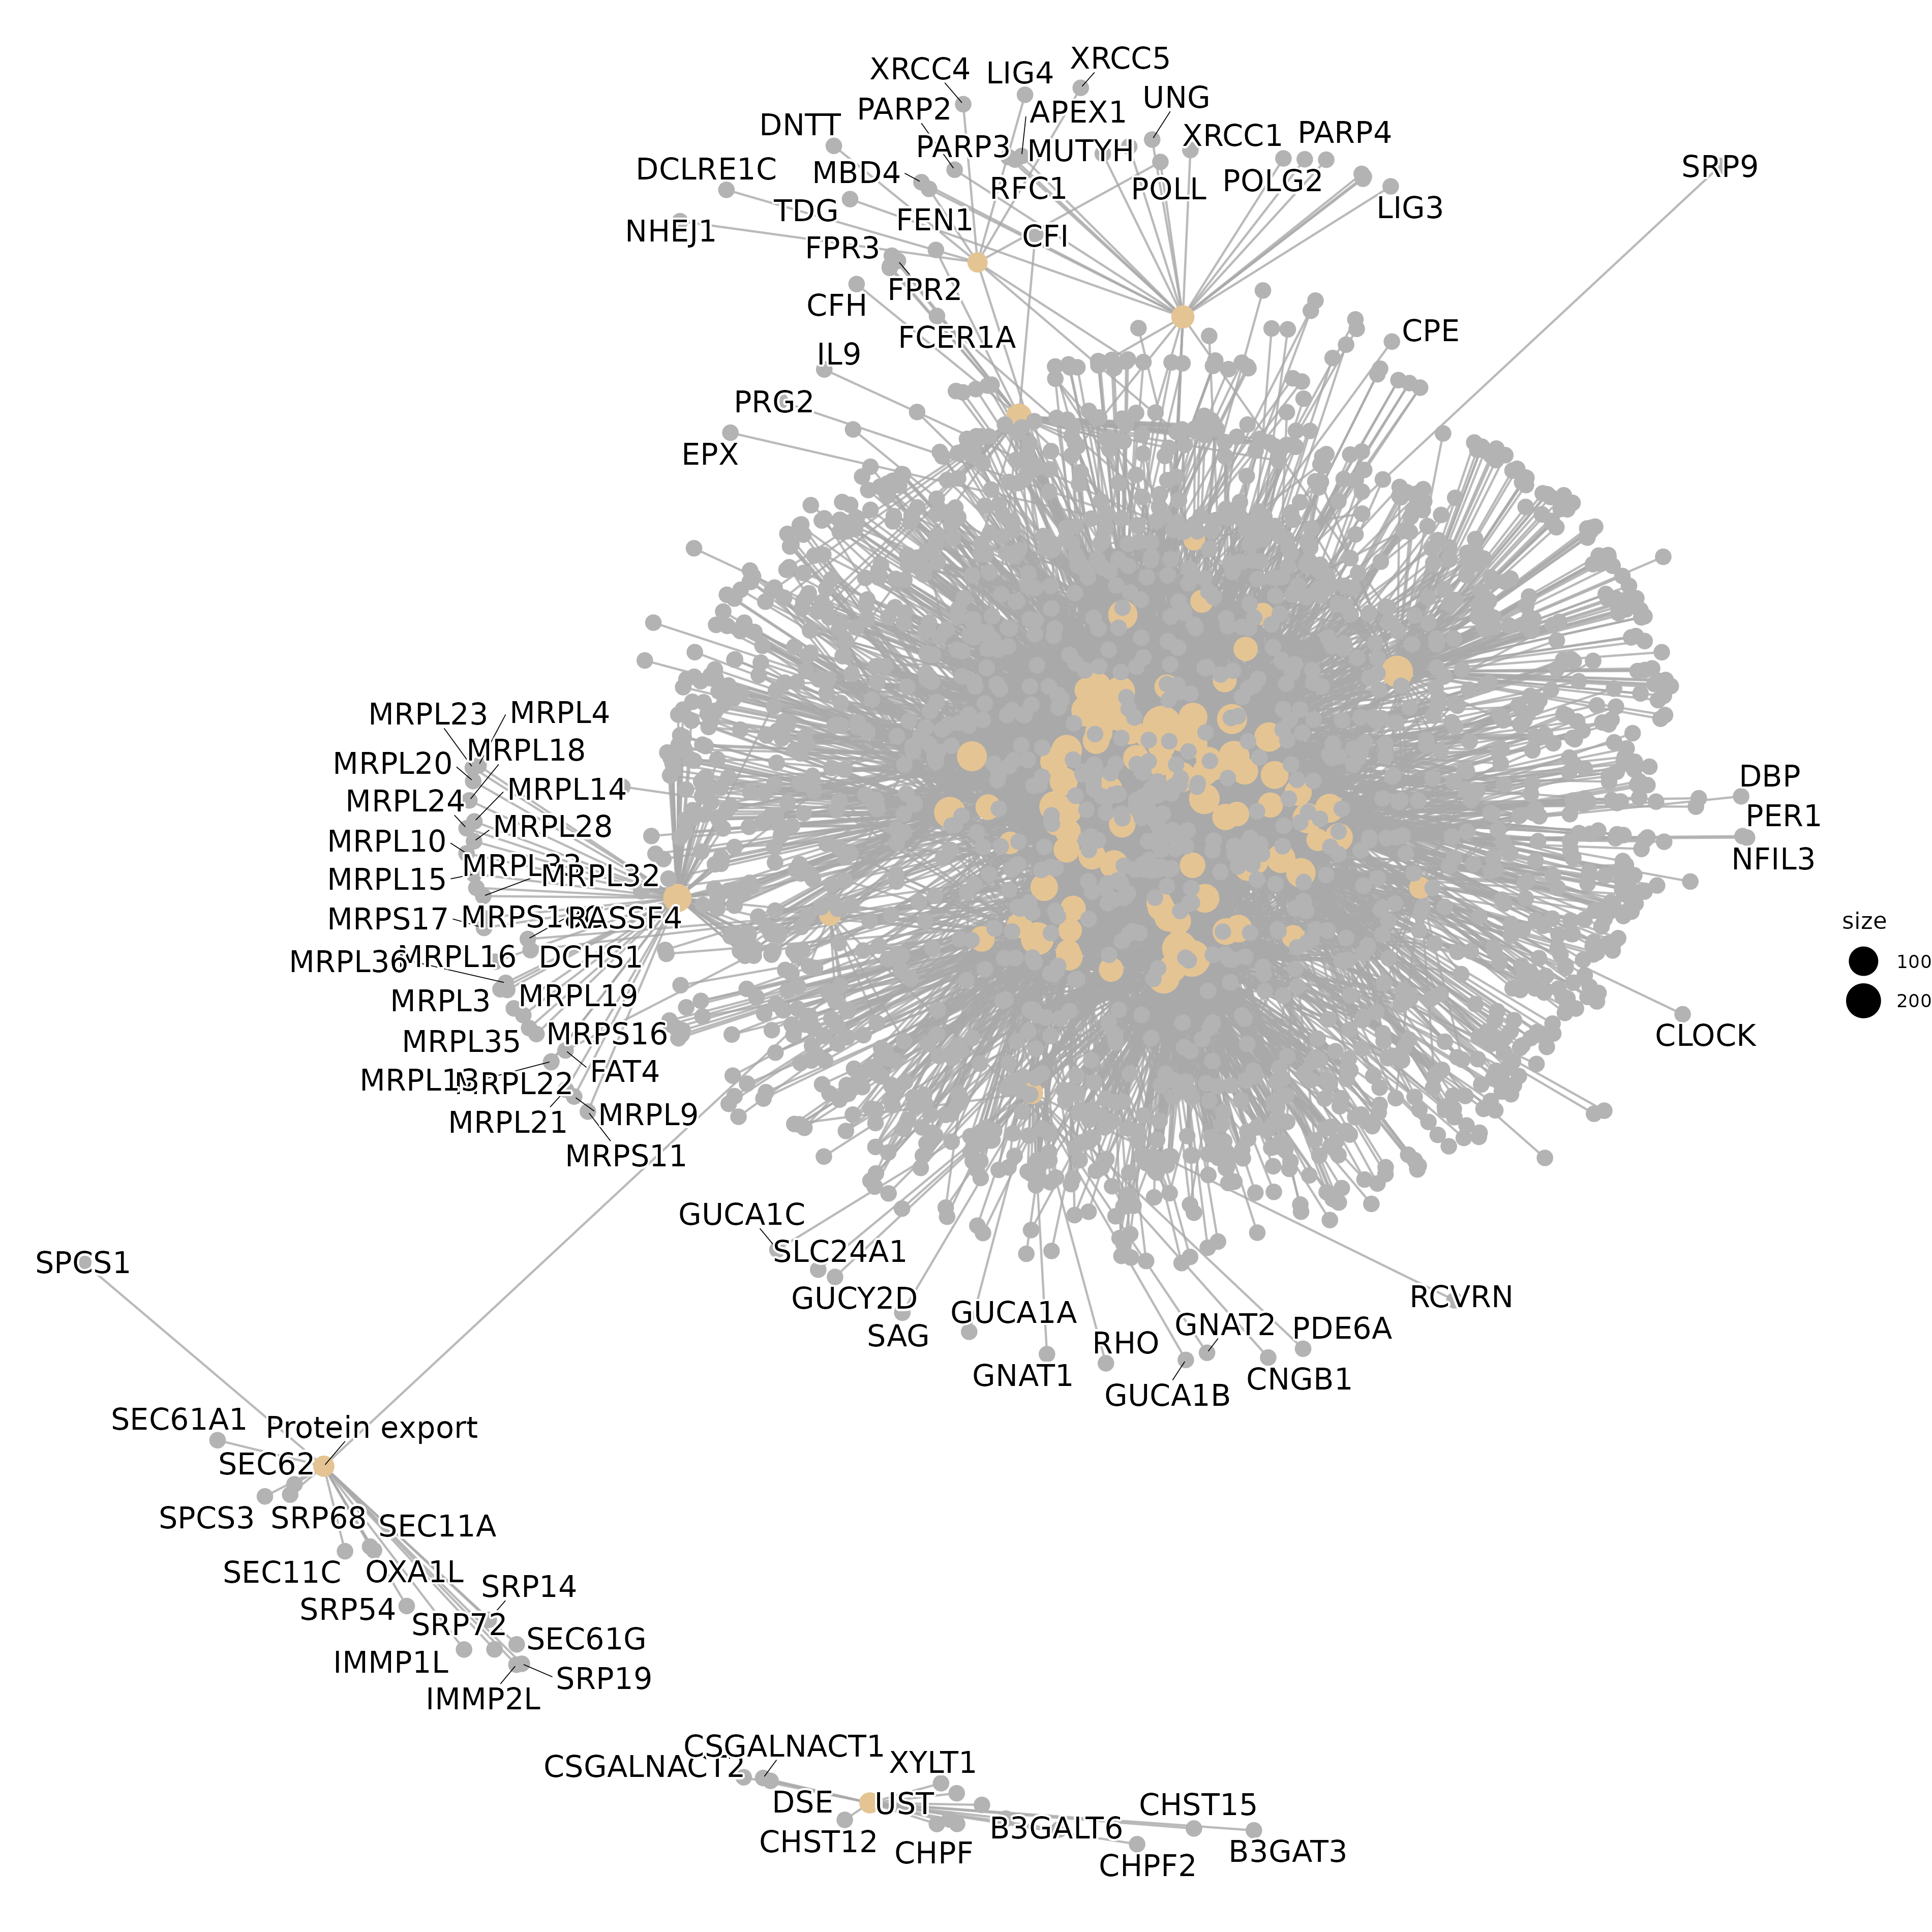 XRCC5
XRCC4
LIG4
UNG
PARP2
APEX1
DNTT
XRCC1
PARP4
PARP3
MUTYH
SRP9
DCLRE1C
MBD4
RFC1
POLL
POLG2
TDG
LIG3
FEN1
NHEJ1
CFI
FPR3
FPR2
CFH
CPE
FCER1A
IL9
PRG2
EPX
MRPL23
MRPL4
MRPL18
MRPL20
DBP
MRPL14
MRPL24
PER1
MRPL28
MRPL10
NFIL3
MRPL32
MRPL15
MRPS17
RASSF4
size
MRPL16
DCHS1
MRPL36
100
MRPL19
MRPL3
200
MRPS16
CLOCK
MRPL35
FAT4
MRPL13
MRPL22
MRPL9
MRPL21
MRPS11
GUCA1C
SLC24A1
SPCS1
GUCY2D
RCVRN
GUCA1A
GNAT2
PDE6A
SAG
RHO
GNAT1
CNGB1
GUCA1B
SEC61A1
Protein export
SEC62
SPCS3
SRP68
SEC11A
SEC11C
OXA1L
SRP14
SRP54
SRP72
SEC61G
IMMP1L
SRP19
IMMP2L
CSGALNACT1
CSGALNACT2
XYLT1
DSE
UST
CHST15
B3GALT6
CHST12
CHPF
B3GAT3
CHPF2